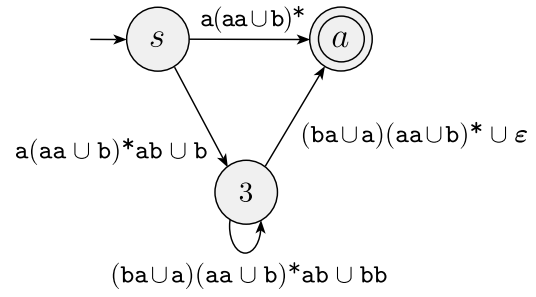 a(aa∪b)*
s
a
a(aa ∪ b)*ab ∪ b
(ba∪a)(aa∪b)* ∪ ε
3
(ba∪a)(aa ∪ b)*ab ∪ bb